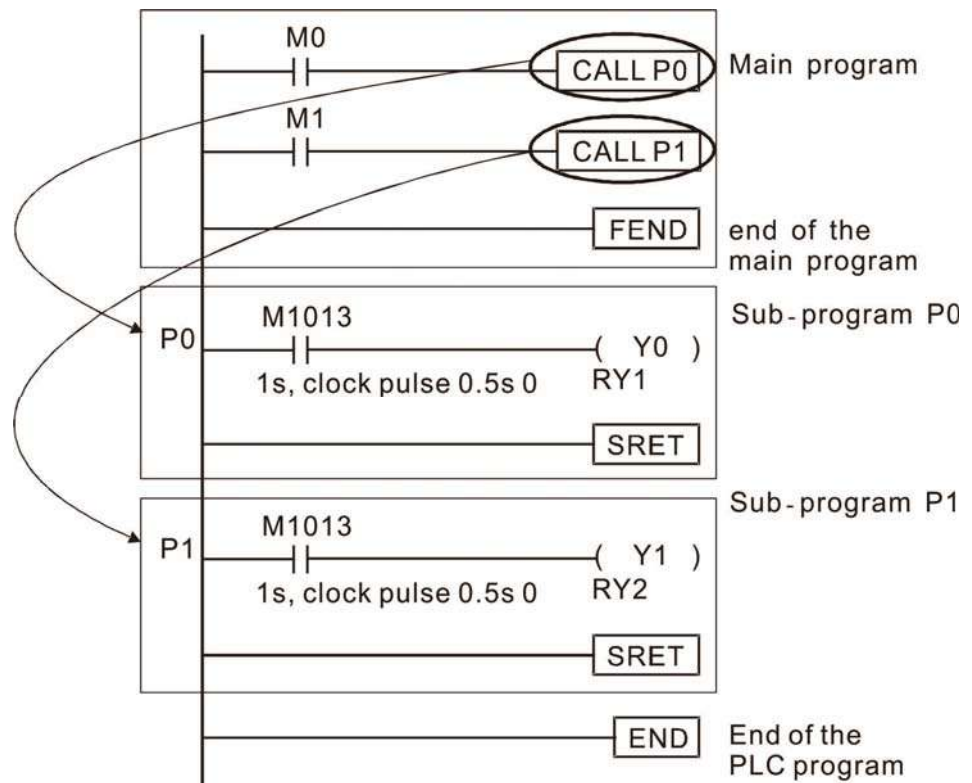 M0
CALL P0
Main program
M1
CALL P1
FEND
end of the
main program
Sub-program P0
P0
M1013
( Y0 )
1s, clock pulse 0.5s 0
RY1
SRET
Sub-program P1
P1
M1013
( Y1 )
1s, clock pulse 0.5s 0
RY2
SRET
END
End of the
PLC program